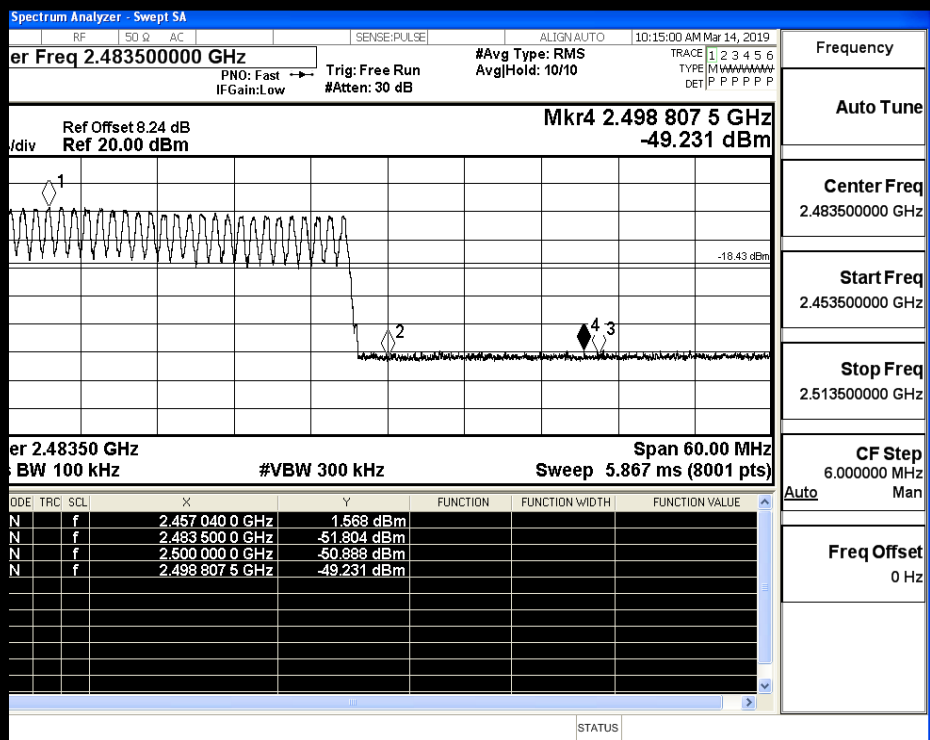 Spectrum Analyzer - Swept SA
RF 50 Ω AC SENSE:PULSE ALIGN AUTO 10:15:00 AM Mar 14, 2019
er Freq 2.483500000 GHz
PNO: Fast
IFGain:Low
Trig: Free Run
#Atten: 30 dB
#Avg Type: RMS
Avg|Hold: 10/10
TRACE 1 2 3 4 5 6
TYPE M WWWWW
DET P P P P P P
Mkr4 2.498 807 5 GHz
-49.231 dBm
Ref Offset 8.24 dB
/div Ref 20.00 dBm
1
-18.43 dBm
2
4
3
er 2.48350 GHz Span 60.00 MHz
s BW 100 kHz #VBW 300 kHz Sweep 5.867 ms (8001 pts)
ODE TRC SCL X Y FUNCTION FUNCTION WIDTH FUNCTION VALUE
N f 2.457 040 0 GHz 1.568 dBm
N f 2.483 500 0 GHz -51.804 dBm
N f 2.500 000 0 GHz -50.888 dBm
N f 2.498 807 5 GHz -49.231 dBm
STATUS
Frequency
Auto Tune
Center Freq
2.483500000 GHz
Start Freq
2.453500000 GHz
Stop Freq
2.513500000 GHz
CF Step
6.000000 MHz
Auto Man
Freq Offset
0 Hz